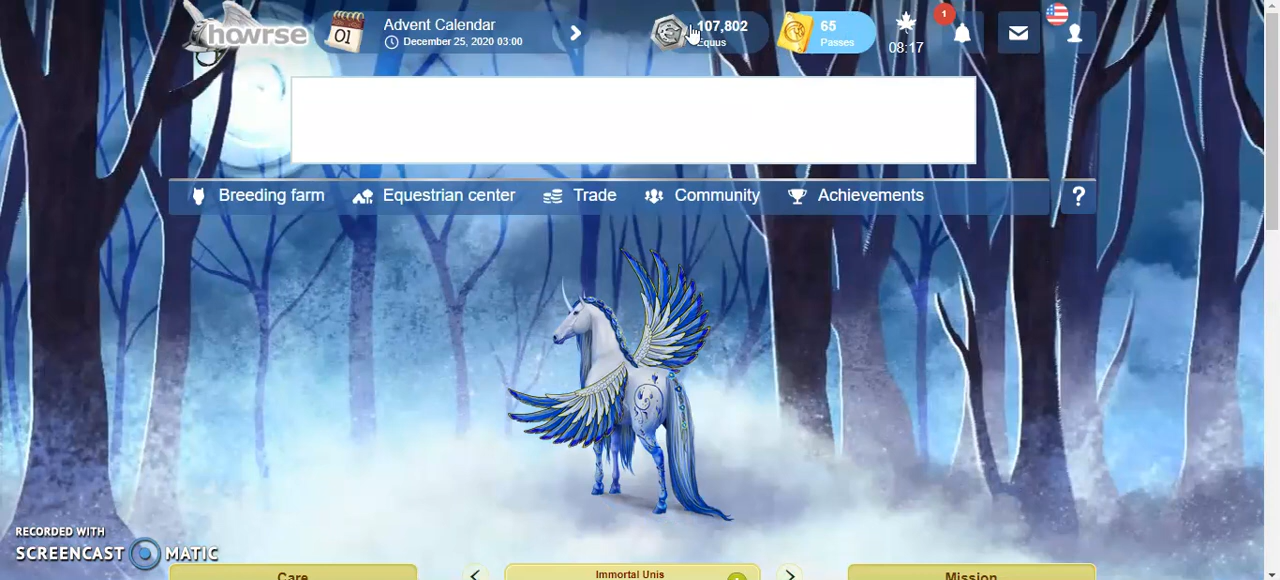 howrse
01
Advent Calendar
December 25, 2020 03:00
107,802
Equus
65
Passes
08:17
1
Breeding farm
Equestrian center
Trade
Community
Achievements
?
RECORDED WITH
SCREENCAST MATIC
Care
Immortal Unis
Mission